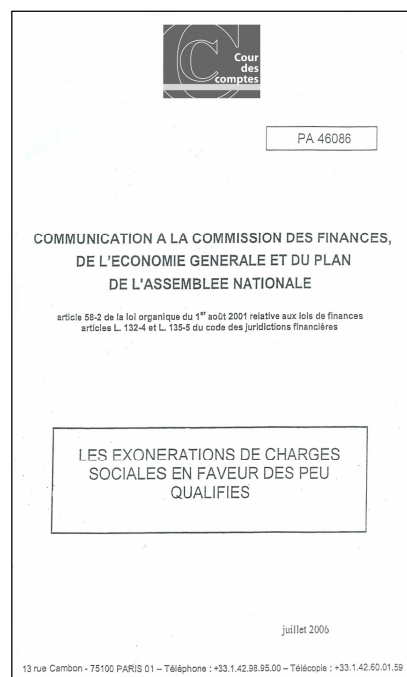 Cour
des
comptes
PA 46086
COMMUNICATION A LA COMMISSION DES FINANCES,
DE L'ECONOMIE GENERALE ET DU PLAN
DE L'ASSEMBLEE NATIONALE
article 58-2 de la loi organique du 1er août 2001 relative aux lois de finances
articles L. 132-4 et L. 135-5 du code des juridictions financières
LES EXONERATIONS DE CHARGES
SOCIALES EN FAVEUR DES PEU
QUALIFIES
juillet 2006
13 rue Cambon - 75100 PARIS 01 – Téléphone : +33.1.42.98.95.00 – Télécopie : +33.1.42.60.01.59